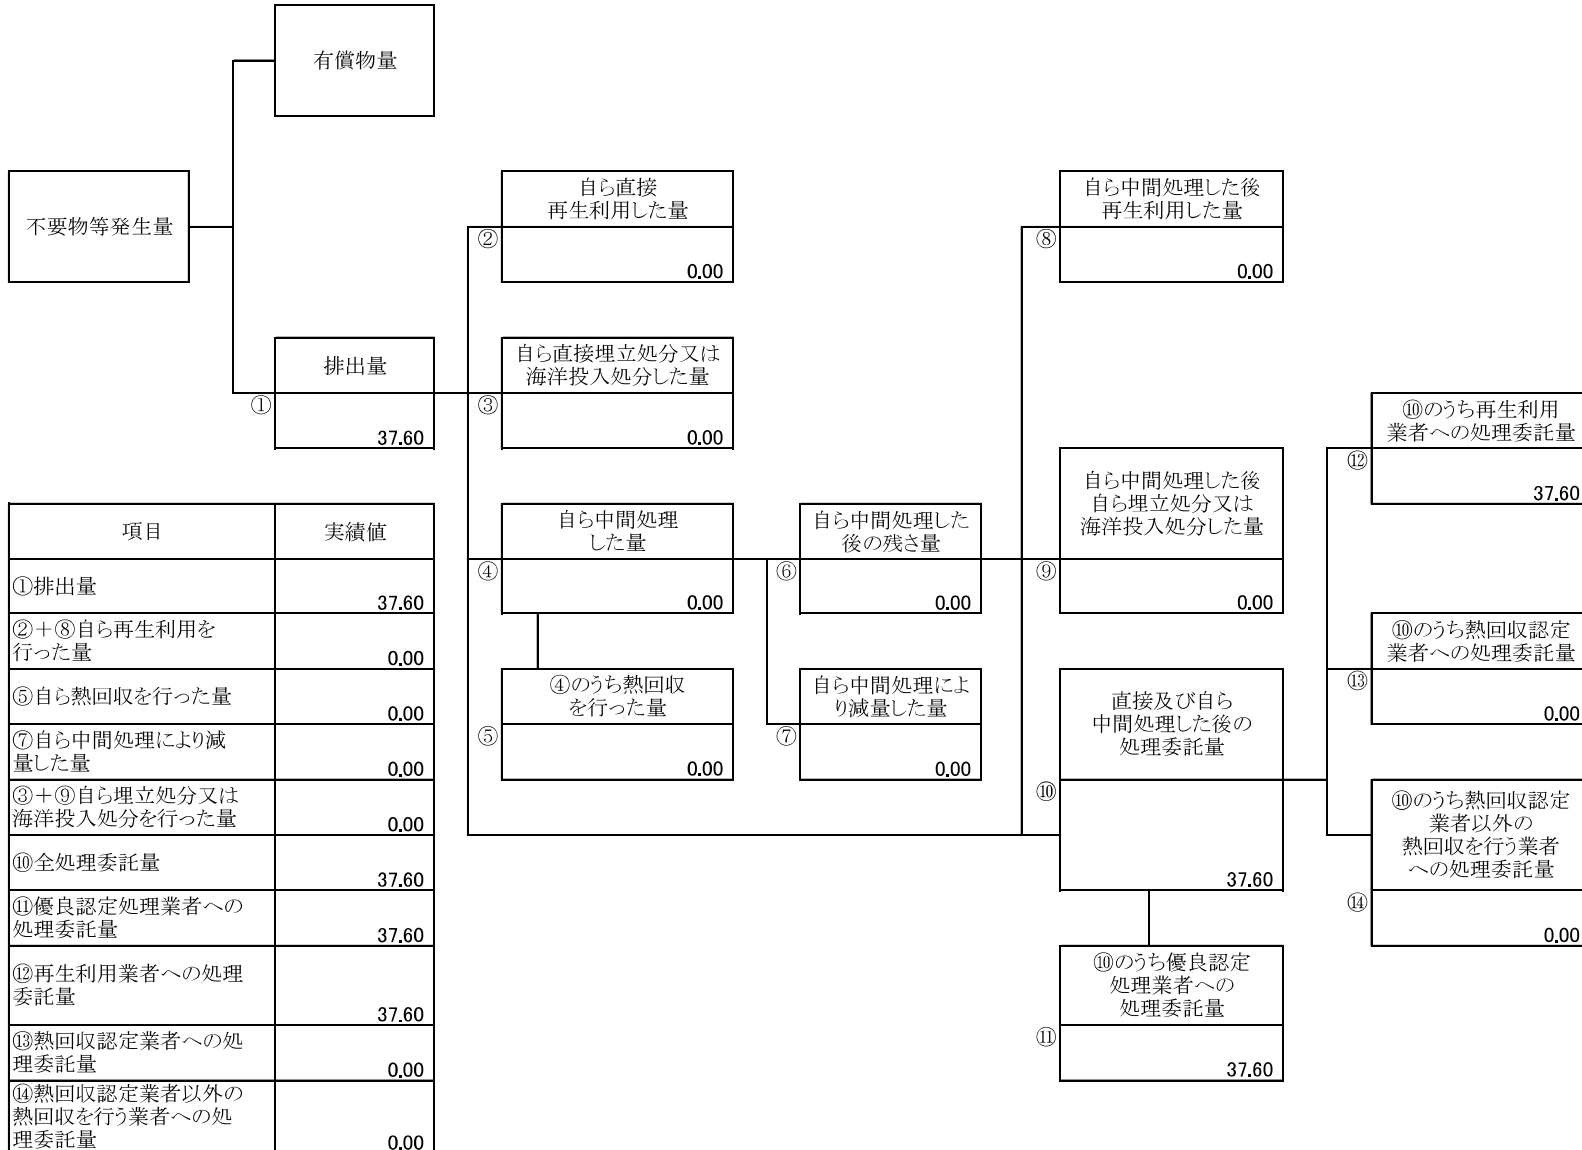 有償物量
不要物等発生量
自ら直接
再生利用した量
②
0.00
自ら中間処理した後
再生利用した量
⑧
0.00
排出量
①
37.60
自ら直接埋立処分又は
海洋投入処分した量
③
0.00
⑩のうち再生利用
業者への処理委託量
⑫
37.60
自ら中間処理
した量
④
0.00
自ら中間処理した
後の残さ量
⑥
0.00
自ら中間処理した後
自ら埋立処分又は
海洋投入処分した量
⑨
0.00
⑩のうち熱回収認定
業者への処理委託量
⑬
0.00
④のうち熱回収
を行った量
⑤
0.00
自ら中間処理によ
り減量した量
⑦
0.00
直接及び自ら
中間処理した後の
処理委託量
⑩
37.60
⑩のうち熱回収認定
業者以外の
熱回収を行う業者
への処理委託量
⑭
0.00
⑩のうち優良認定
処理業者への
処理委託量
⑪
37.60
項目 実績値
①排出量
37.60
②+⑧自ら再生利用を
行った量
0.00
⑤自ら熱回収を行った量
0.00
⑦自ら中間処理により減
量した量
0.00
③+⑨自ら埋立処分又は
海洋投入処分を行った量
0.00
⑩全処理委託量
37.60
⑪優良認定処理業者への
処理委託量
37.60
⑫再生利用業者への処理
委託量
37.60
⑬熱回収認定業者への処
理委託量
0.00
⑭熱回収認定業者以外の
熱回収を行う業者への処
理委託量
0.00